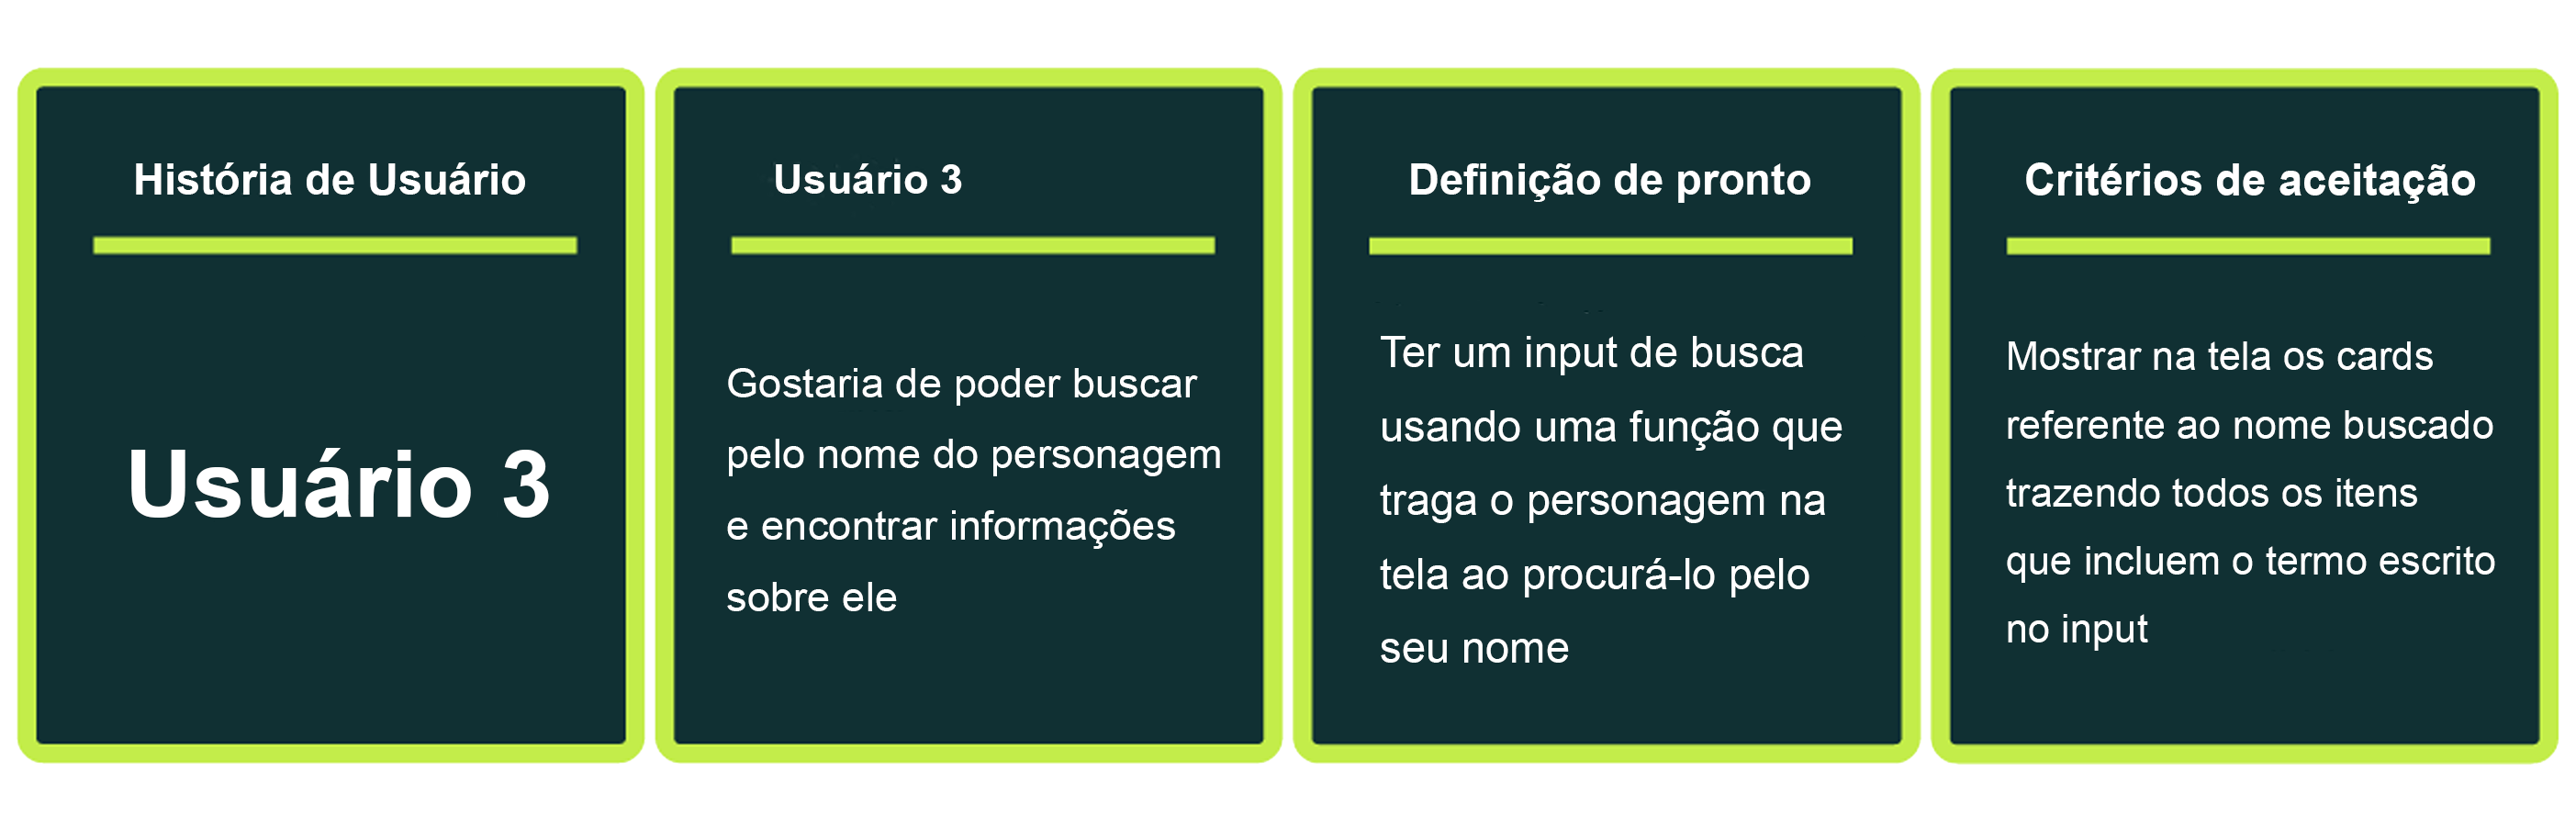 História de Usuário
Usuário 3
Usuário 3
Gostaria de poder buscar
pelo nome do personagem
e encontrar informações
sobre ele
Definição de pronto
Ter um input de busca
usando uma função que
traga o personagem na
tela ao procurá-lo pelo
seu nome
Critérios de aceitação
Mostrar na tela os cards
referente ao nome buscado
trazendo todos os itens
que incluem o termo escrito
no input